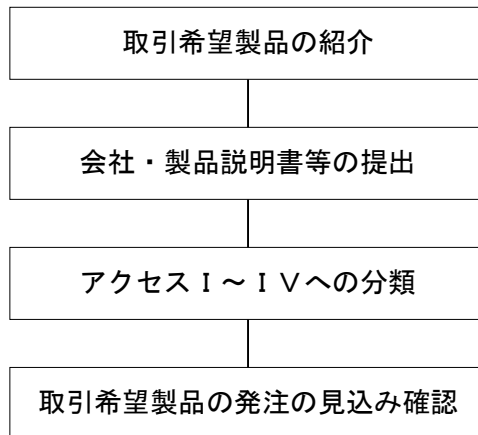 取引希望製品の紹介
会社・製品説明書等の提出
アクセスⅠ~ⅠⅤへの分類
取引希望製品の発注の見込み確認